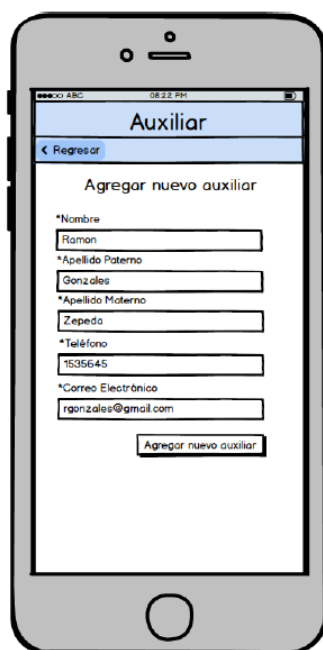 ABC 08:22 PM
Auxiliar
< Regresar
Agregar nuevo auxiliar
*Nombre
Ramon
*Apellido Paterno
Gonzales
*Apellido Materno
Zepeda
*Teléfono
1535645
*Correo Electrónico
rgonzales@gmail.com
Agregar nuevo auxiliar